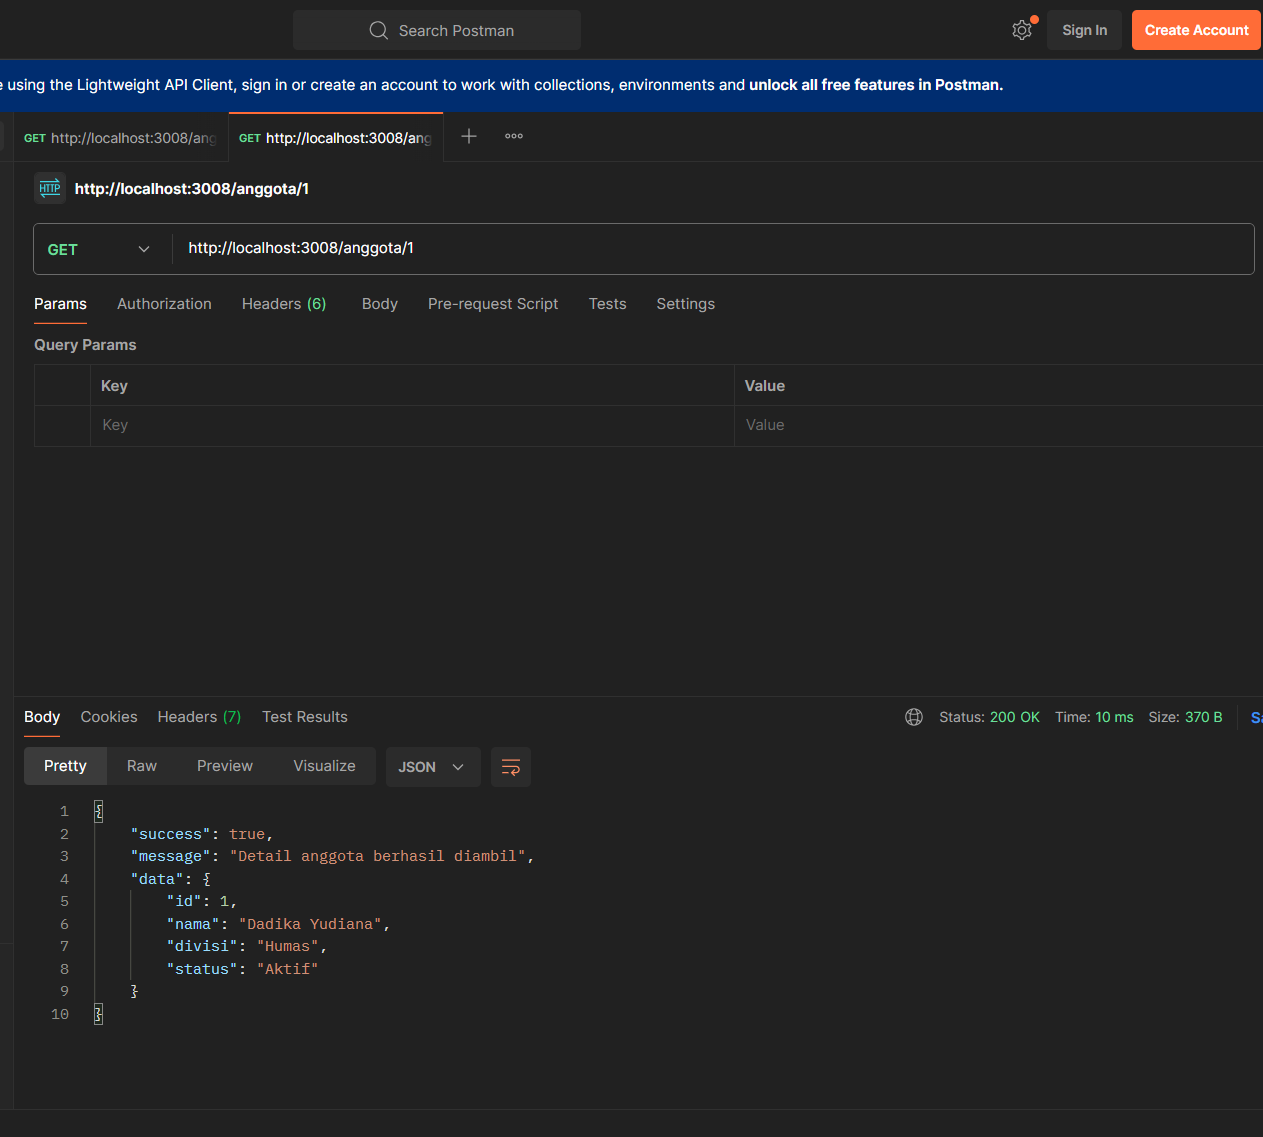 Search Postman
Sign In
Create Account
e using the Lightweight API Client, sign in or create an account to work with collections, environments and unlock all free features in Postman.
GET http://localhost:3008/ang
GET http://localhost:3008/ang
HTTP http://localhost:3008/anggota/1
GET http://localhost:3008/anggota/1
Params Authorization Headers (6) Body Pre-request Script Tests Settings
Query Params
Key Value
Key Value
Body Cookies Headers (7) Test Results Status: 200 OK Time: 10 ms Size: 370 B Sa
Pretty Raw Preview Visualize JSON
1 {
2 "success": true,
3 "message": "Detail anggota berhasil diambil",
4 "data": {
5 "id": 1,
6 "nama": "Dadika Yudiana",
7 "divisi": "Humas",
8 "status": "Aktif"
9 }
10 }